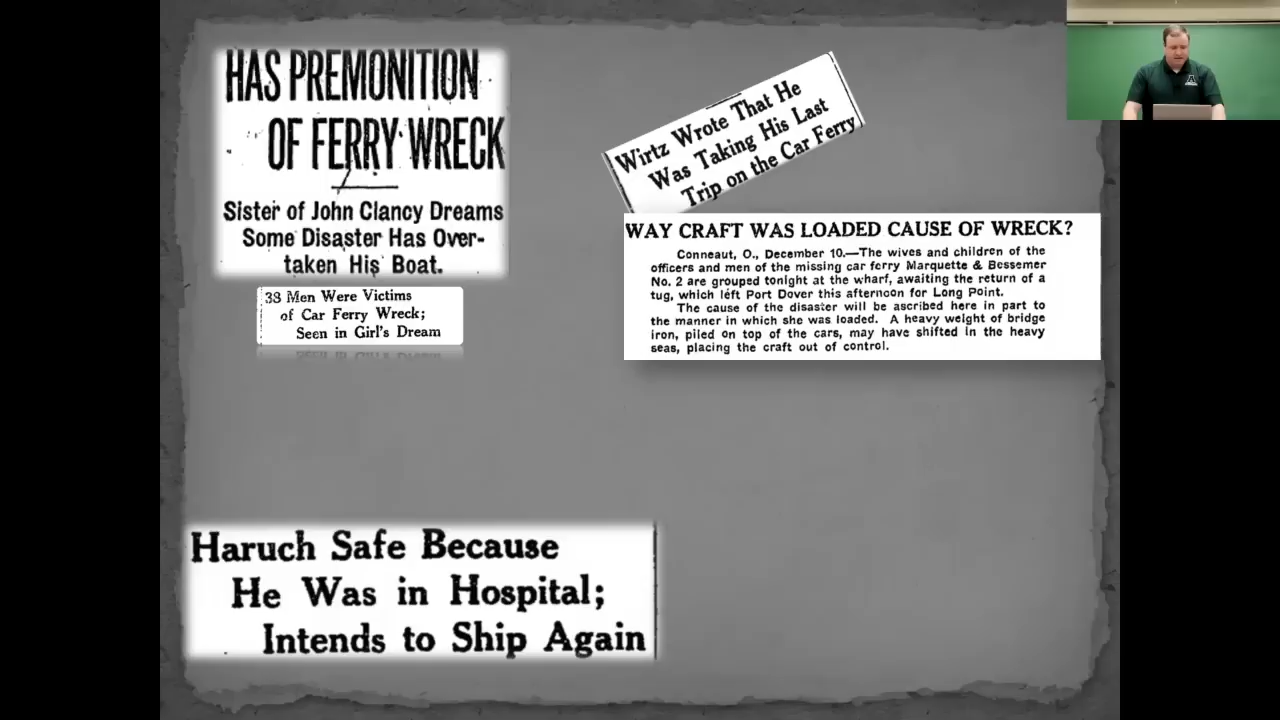 HAS PREMONITION
OF FERRY WRECK
Sister of John Clancy Dreams
Some Disaster Has Over-
taken His Boat.
38 Men Were Victims
of Car Ferry Wreck;
Seen in Girl's Dream
Wirtz Wrote That He
Was Taking His Last
Trip on the Car Ferry
WAY CRAFT WAS LOADED CAUSE OF WRECK?
Conneaut, O., December 10.—The wives and children of the
officers and men of the missing car ferry Marquette & Bessemer
No. 2 are grouped tonight at the wharf, awaiting the return of a
tug, which left Port Dover this afternoon for Long Point.
The cause of the disaster will be ascribed here in part to
the manner in which she was loaded. A heavy weight of bridge
iron, piled on top of the cars, may have shifted in the heavy
seas, placing the craft out of control.
Haruch Safe Because
He Was in Hospital;
Intends to Ship Again